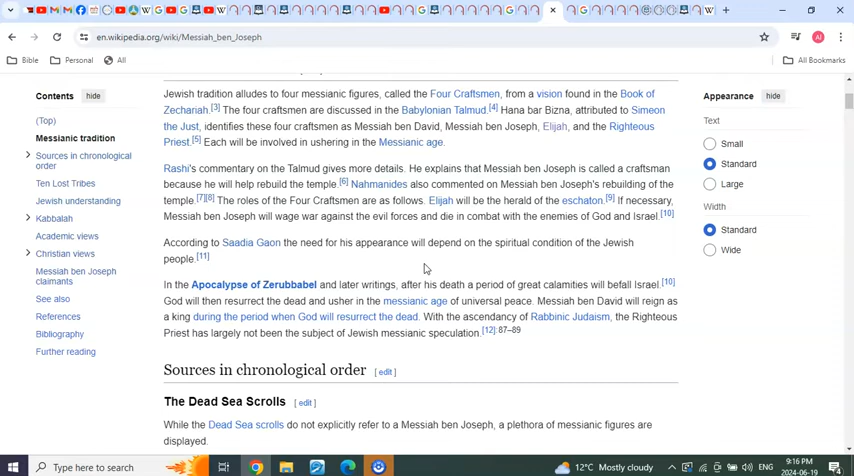 en.wikipedia.org/wiki/Messiah_ben_Joseph
AI
Bible
Personal
All
All Bookmarks
Contents hide
(Top)
Messianic tradition
Sources in chronological
order
Ten Lost Tribes
Jewish understanding
Kabbalah
Academic views
Christian views
Messiah ben Joseph
claimants
See also
References
Bibliography
Further reading
Jewish tradition alludes to four messianic figures, called the Four Craftsmen, from a vision found in the Book of
Zechariah.[3] The four craftsmen are discussed in the Babylonian Talmud.[4] Hana bar Bizna, attributed to Simeon
the Just, identifies these four craftsmen as Messiah ben David, Messiah ben Joseph, Elijah, and the Righteous
Priest.[5] Each will be involved in ushering in the Messianic age.
Rashi's commentary on the Talmud gives more details. He explains that Messiah ben Joseph is called a craftsman
because he will help rebuild the temple.[6] Nahmanides also commented on Messiah ben Joseph's rebuilding of the
temple.[7][8] The roles of the Four Craftsmen are as follows. Elijah will be the herald of the eschaton.[9] If necessary,
Messiah ben Joseph will wage war against the evil forces and die in combat with the enemies of God and Israel.[10]
According to Saadia Gaon the need for his appearance will depend on the spiritual condition of the Jewish
people.[11]
In the Apocalypse of Zerubbabel and later writings, after his death a period of great calamities will befall Israel.[10]
God will then resurrect the dead and usher in the messianic age of universal peace. Messiah ben David will reign as
a king during the period when God will resurrect the dead. With the ascendancy of Rabbinic Judaism, the Righteous
Priest has largely not been the subject of Jewish messianic speculation.[12]: 87–89
Sources in chronological order [ edit ]
The Dead Sea Scrolls [ edit ]
While the Dead Sea scrolls do not explicitly refer to a Messiah ben Joseph, a plethora of messianic figures are
displayed.
Appearance hide
Text
Small
Standard
Large
Width
Standard
Wide
Type here to search
12°C Mostly cloudy
ENG
9:16 PM
2024-06-19